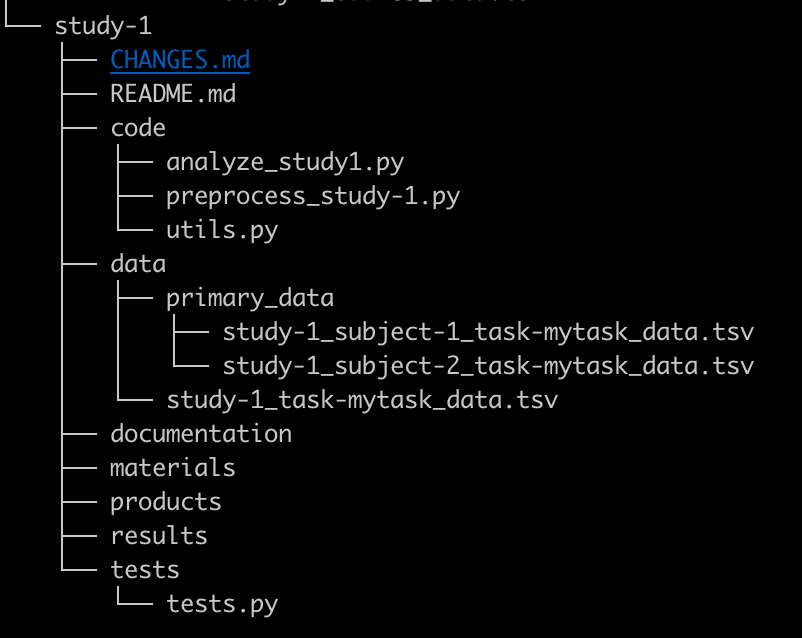 study-1
CHANGES.md
README.md
code
analyze_study1.py
preprocess_study-1.py
utils.py
data
primary_data
study-1_subject-1_task-mytask_data.tsv
study-1_subject-2_task-mytask_data.tsv
study-1_task-mytask_data.tsv
documentation
materials
products
results
tests
tests.py